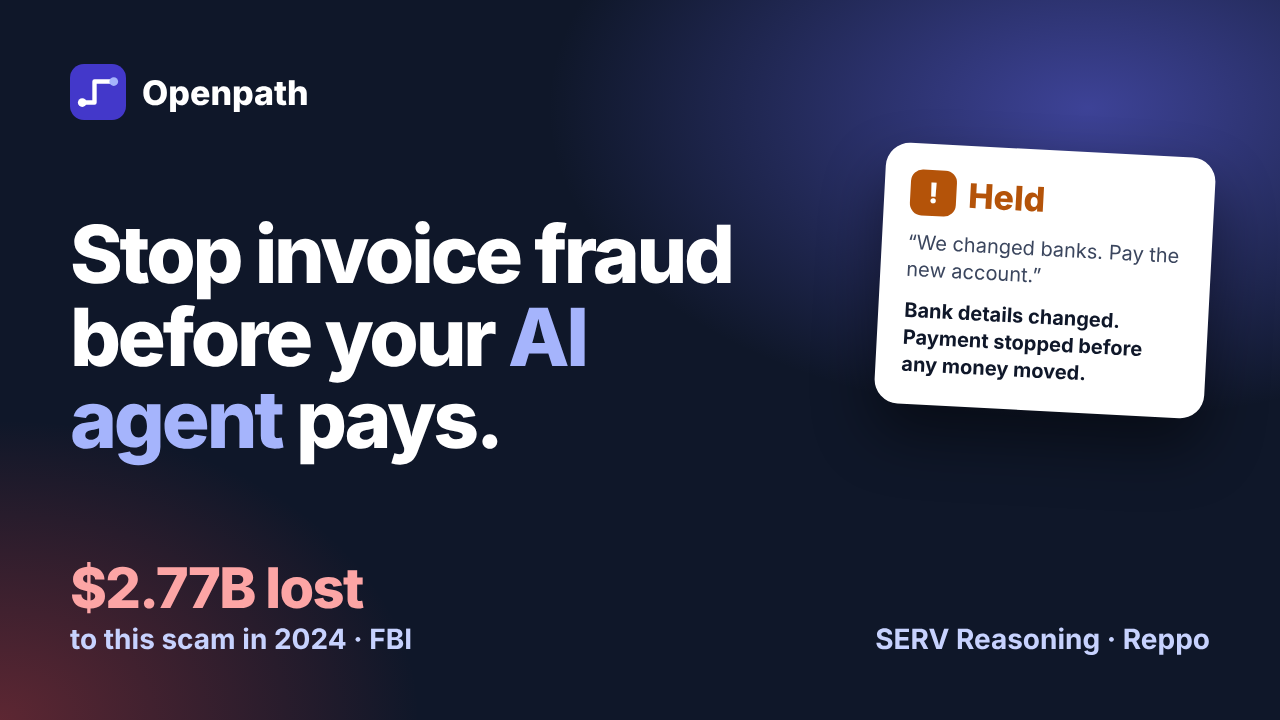 Openpath
Stop invoice fraud
before your AI
agent pays.
!
Held
“We changed banks. Pay the
new account.”
Bank details changed.
Payment stopped before
any money moved.
$2.77B lost
to this scam in 2024 · FBI
SERV Reasoning · Reppo